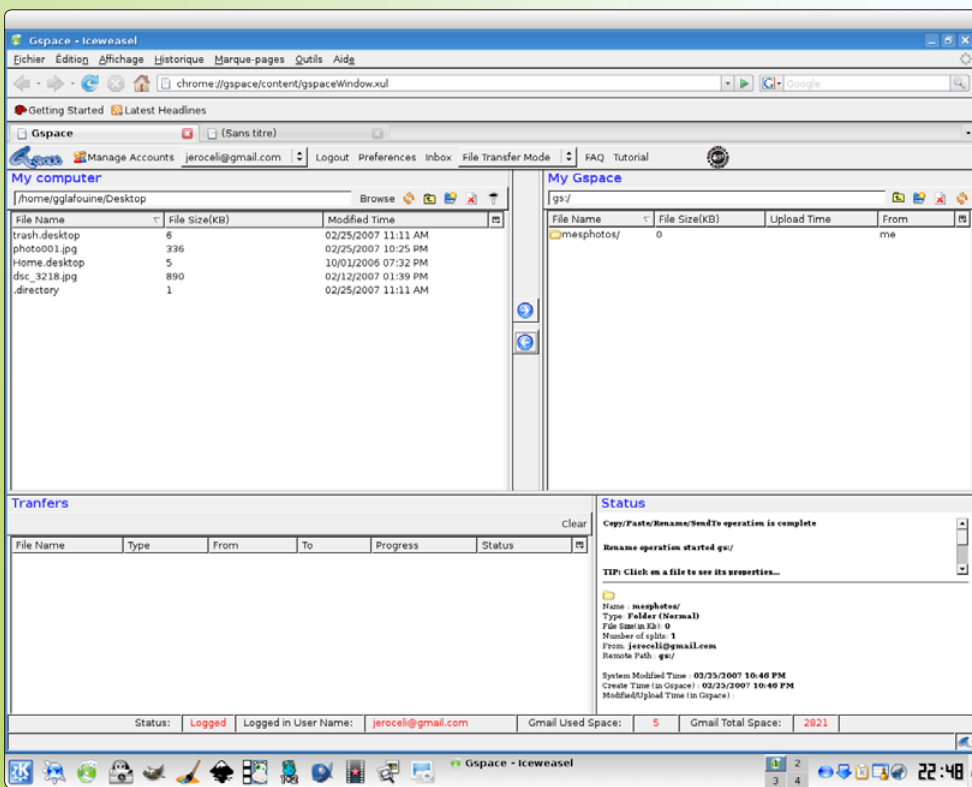 Gspace - Iceweasel
Fichier Édition Affichage Historique Marque-pages Outils Aide
chrome://gspace/content/gspaceWindow.xul G Google
Getting Started Latest Headlines
Gspace (Sans titre)
Manage Accounts jeroceli@gmail.com Logout Preferences Inbox File Transfer Mode FAQ Tutorial
My computer
/home/gglafouine/Desktop Browse
File Name File Size(KB) Modified Time
trash.desktop 6 02/25/2007 11:11 AM
photo001.jpg 336 02/25/2007 10:25 PM
Home.desktop 5 10/01/2006 07:32 PM
dsc_3218.jpg 890 02/12/2007 01:39 PM
.directory 1 02/25/2007 11:11 AM
My Gspace
gs:/
File Name File Size(KB) Upload Time From
mesphotos/ 0 me
Tranfers
Clear
File Name Type From To Progress Status
Status
Copy/Paste/Rename/SendTo operation is complete
Rename operation started gs:/
TIP: Click on a file to see its properties...
Name : mesphotos/
Type: Folder (Normal)
File Size(in Kb): 0
Number of splits: 1
From: jeroceli@gmail.com
Remote Path : gs:/
System Modified Time : 02/25/2007 10:46 PM
Create Time (in Gspace) : 02/25/2007 10:46 PM
Modified/Upload Time (in Gspace) :
Status: Logged Logged in User Name: jeroceli@gmail.com Gmail Used Space: 5 Gmail Total Space: 2821
Gspace - Iceweasel
1 2
3 4
22:48